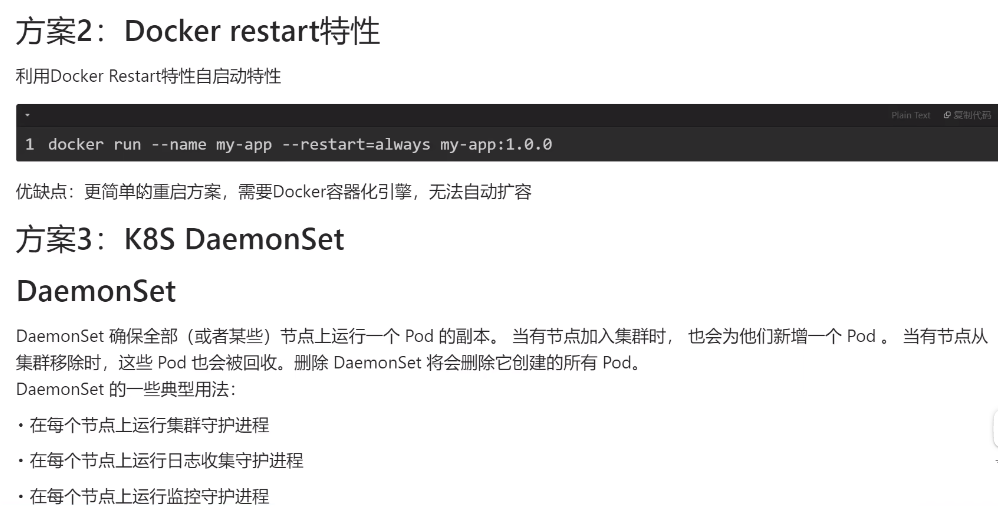 方案2：Docker restart特性
利用Docker Restart特性自启动特性
Plain Text 复制代码
1 docker run --name my-app --restart=always my-app:1.0.0
优缺点：更简单的重启方案，需要Docker容器化引擎，无法自动扩容
方案3：K8S DaemonSet
DaemonSet
DaemonSet 确保全部（或者某些）节点上运行一个 Pod 的副本。 当有节点加入集群时， 也会为他们新增一个 Pod 。 当有节点从
集群移除时，这些 Pod 也会被回收。删除 DaemonSet 将会删除它创建的所有 Pod。
DaemonSet 的一些典型用法：
• 在每个节点上运行集群守护进程
• 在每个节点上运行日志收集守护进程
• 在每个节点上运行监控守护进程